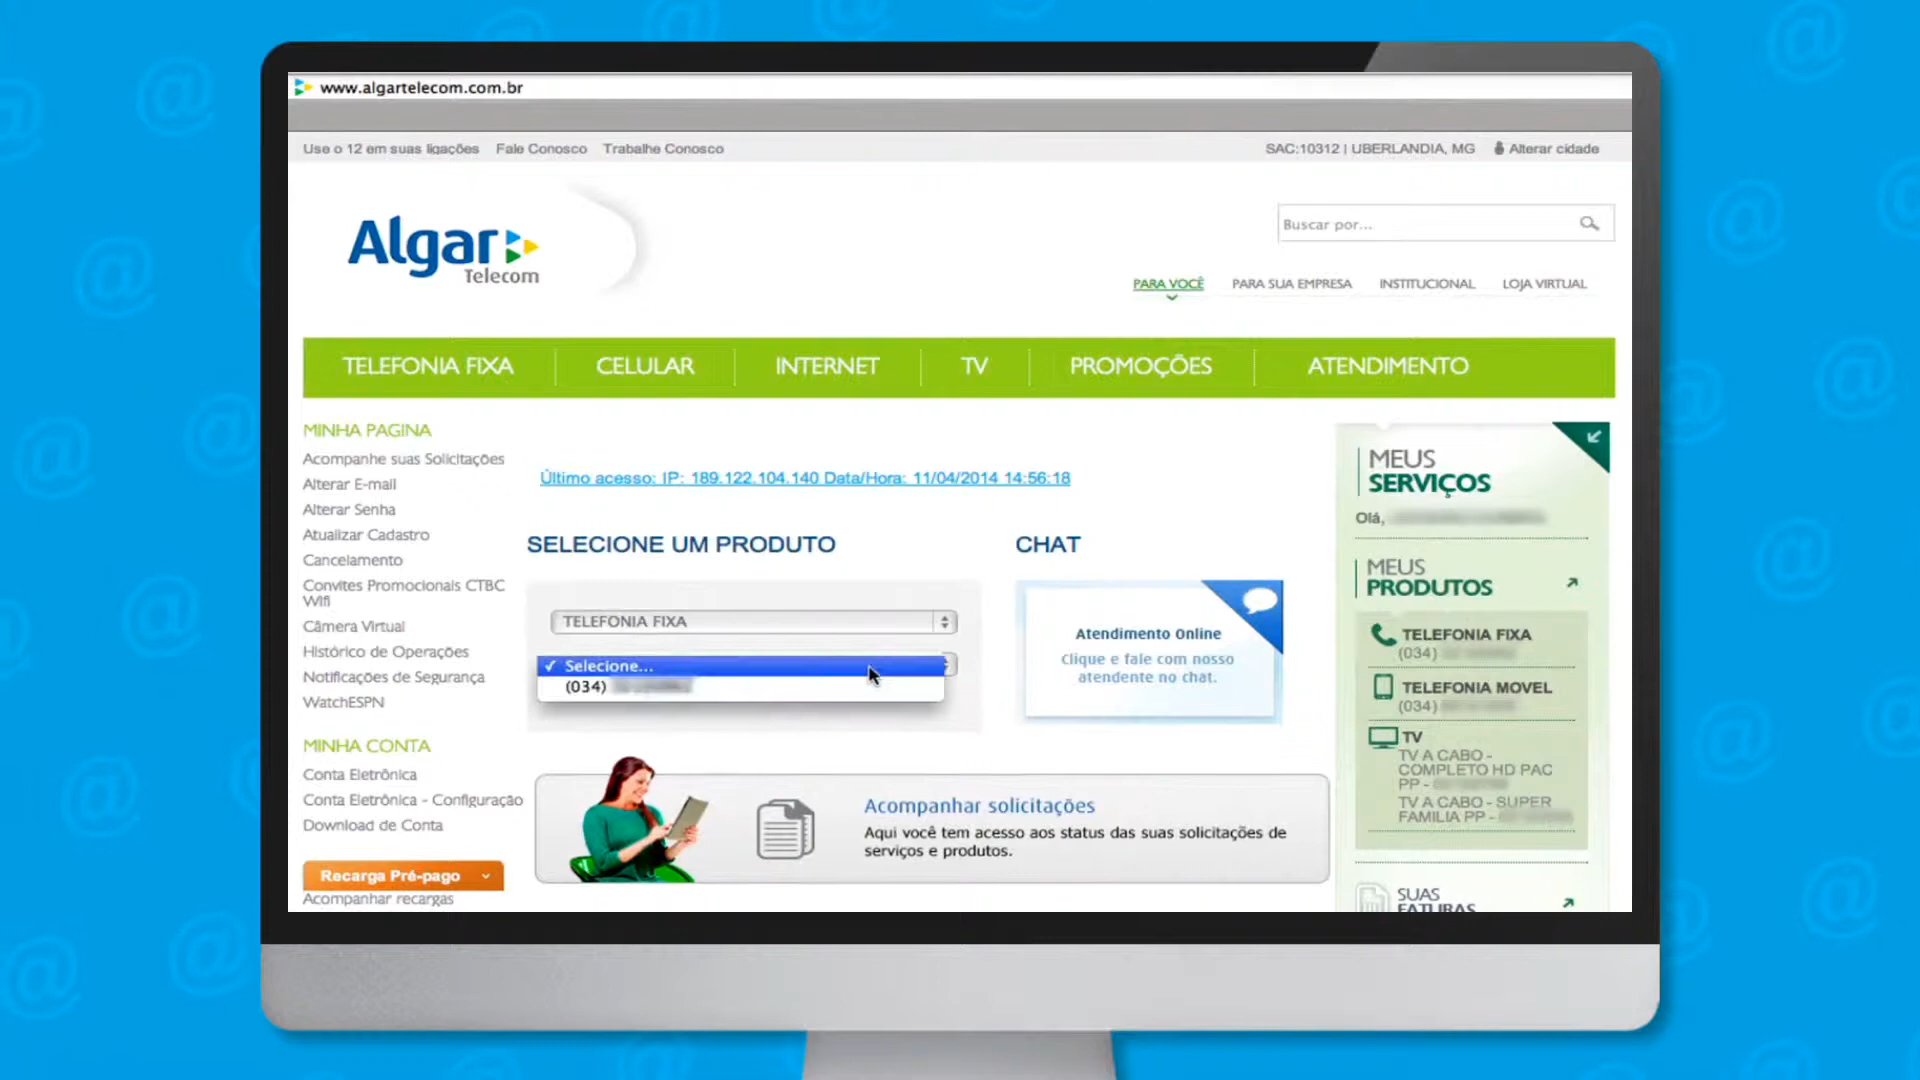 www.algartelecom.com.br
Use o 12 em suas ligações Fale Conosco Trabalhe Conosco
SAC:10312 | UBERLANDIA, MG Alterar cidade
Algar
Telecom
Buscar por...
PARA VOCÊ PARA SUA EMPRESA INSTITUCIONAL LOJA VIRTUAL
TELEFONIA FIXA CELULAR INTERNET TV PROMOÇÕES ATENDIMENTO
MINHA PAGINA
Acompanhe suas Solicitações
Alterar E-mail
Alterar Senha
Atualizar Cadastro
Cancelamento
Convites Promocionais CTBC
Wifi
Câmera Virtual
Histórico de Operações
Notificações de Segurança
WatchESPN
MINHA CONTA
Conta Eletrônica
Conta Eletrônica - Configuração
Download de Conta
Recarga Pré-pago
Acompanhar recargas
Último acesso: IP: 189.122.104.140 Data/Hora: 11/04/2014 14:56:18
SELECIONE UM PRODUTO
TELEFONIA FIXA
✓ Selecione...
(034)
CHAT
Atendimento Online
Clique e fale com nosso
atendente no chat.
Acompanhar solicitações
Aqui você tem acesso aos status das suas solicitações de
serviços e produtos.
MEUS
SERVIÇOS
Olá,
MEUS
PRODUTOS
TELEFONIA FIXA
(034)
TELEFONIA MOVEL
(034)
TV
TV A CABO -
COMPLETO HD PAC
PP -
TV A CABO - SUPER
FAMILIA PP -
SUAS
FATURAS